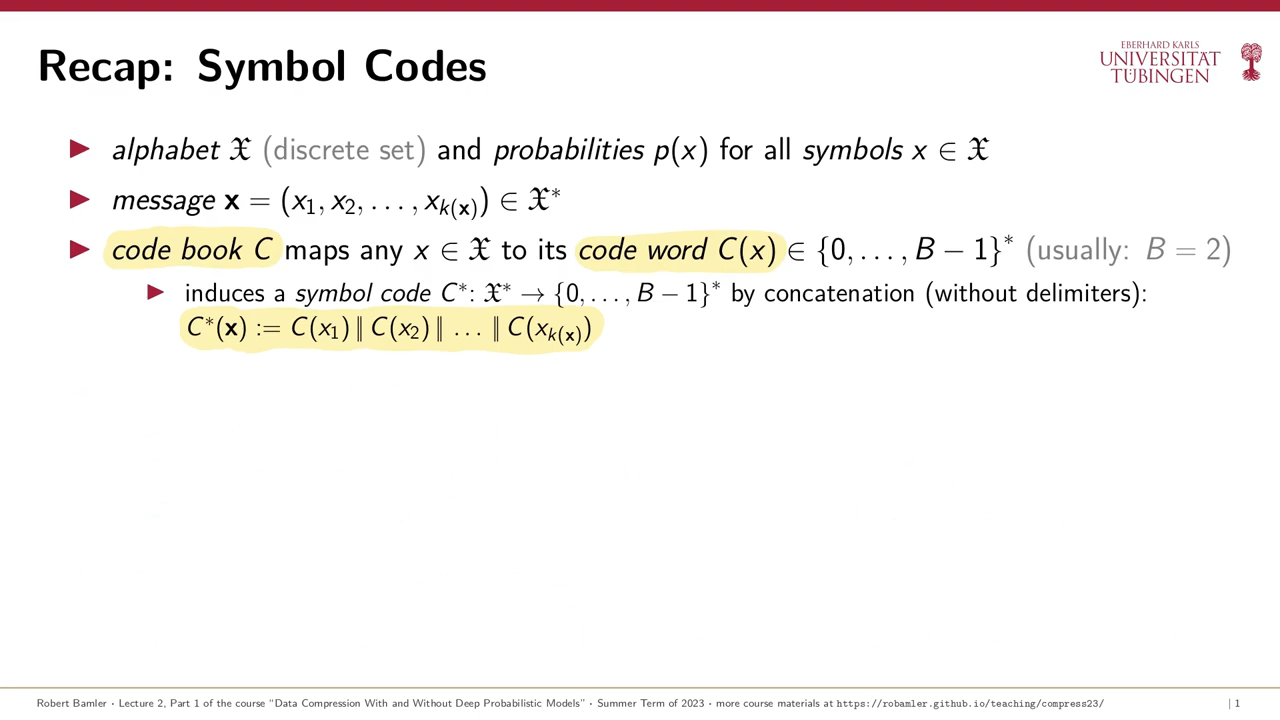 Recap: Symbol Codes
EBERHARD KARLS
UNIVERSITÄT
TÜBINGEN
▶ alphabet 𝔛 (discrete set) and probabilities p(x) for all symbols x ∈ 𝔛
▶ message 𝐱 = (x₁, x₂, . . . , x_{k(𝐱)}) ∈ 𝔛*
▶ code book C maps any x ∈ 𝔛 to its code word C(x) ∈ {0, . . . , B − 1}* (usually: B = 2)
▶ induces a symbol code C*: 𝔛* → {0, . . . , B − 1}* by concatenation (without delimiters):
C*(𝐱) := C(x₁) ‖ C(x₂) ‖ . . . ‖ C(x_{k(𝐱)})
Robert Bamler · Lecture 2, Part 1 of the course "Data Compression With and Without Deep Probabilistic Models" · Summer Term of 2023 · more course materials at https://robamler.github.io/teaching/compress23/ | 1